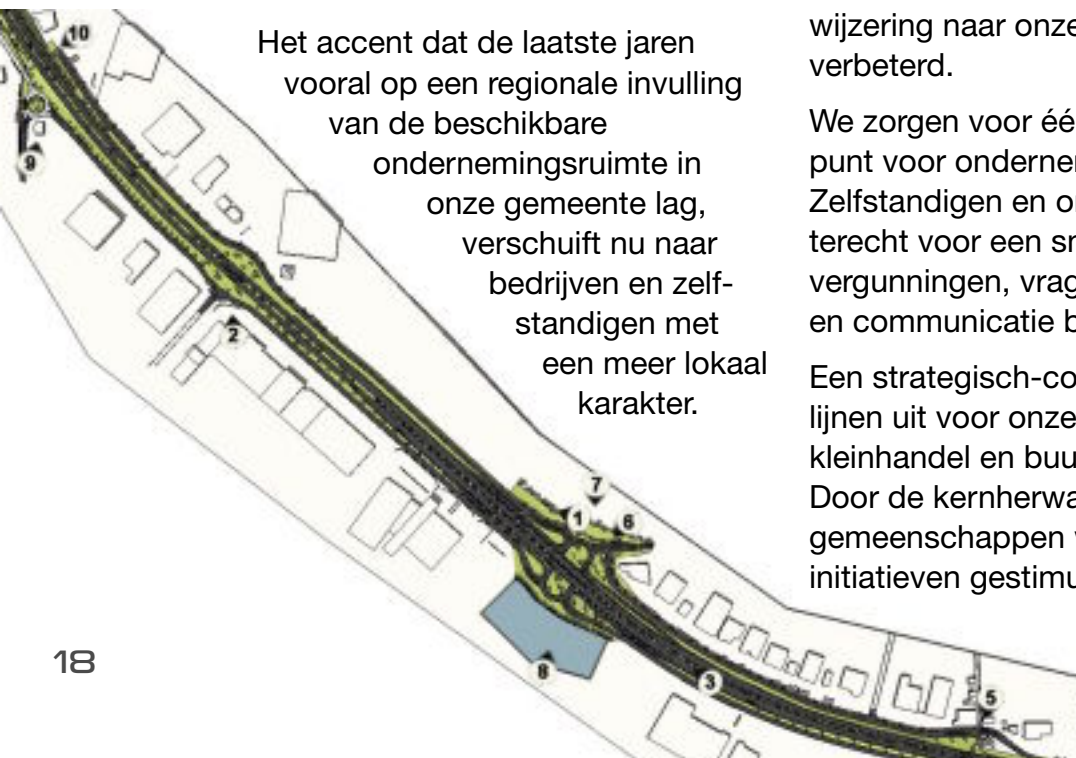 Het accent dat de laatste jaren
vooral op een regionale invulling
van de beschikbare
ondernemingsruimte in
onze gemeente lag,
verschuift nu naar
bedrijven en zelf-
standigen met
een meer lokaal
karakter.
wijzering naar onze
verbeterd.
We zorgen voor éé
punt voor onderne
Zelfstandigen en o
terecht voor een s
vergunningen, vrag
en communicatie b
Een strategisch-co
lijnen uit voor onze
kleinhandel en buu
Door de kernherwa
gemeenschappen
initiatieven gestimu
10
9
2
7
1
6
8
3
5
18